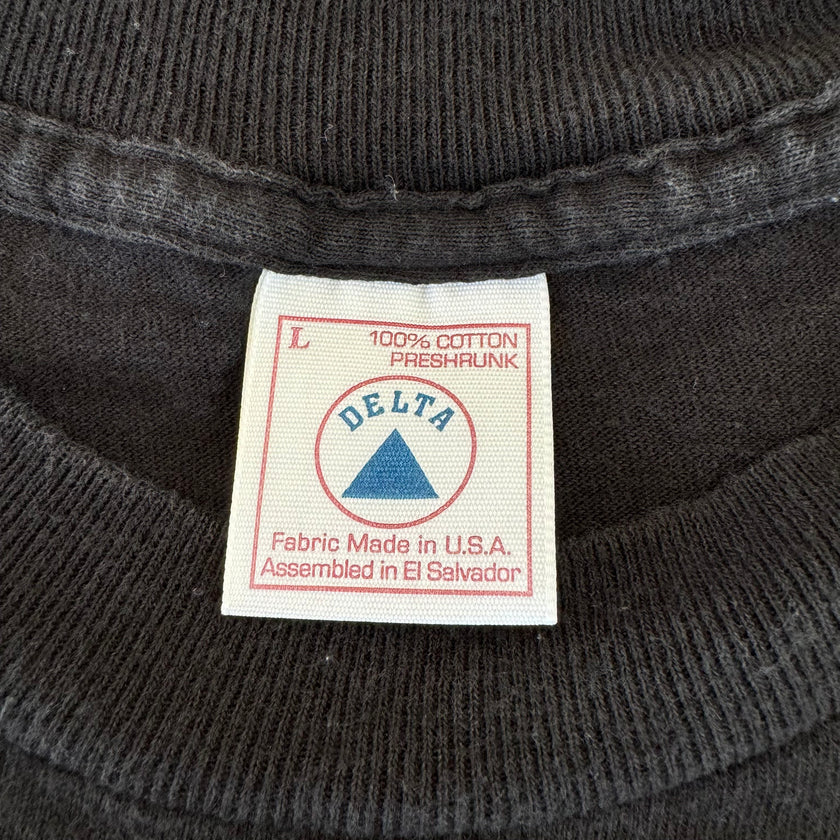 L
100% COTTON
PRESHRUNK
DELTA
Fabric Made in U.S.A.
Assembled in El Salvador